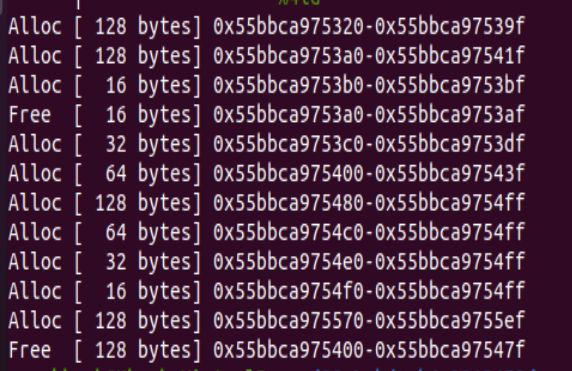 Alloc [ 128 bytes] 0x55bbca975320-0x55bbca97539f
Alloc [ 128 bytes] 0x55bbca9753a0-0x55bbca97541f
Alloc [  16 bytes] 0x55bbca9753b0-0x55bbca9753bf
Free  [  16 bytes] 0x55bbca9753a0-0x55bbca9753af
Alloc [  32 bytes] 0x55bbca9753c0-0x55bbca9753df
Alloc [  64 bytes] 0x55bbca975400-0x55bbca97543f
Alloc [ 128 bytes] 0x55bbca975480-0x55bbca9754ff
Alloc [  64 bytes] 0x55bbca9754c0-0x55bbca9754ff
Alloc [  32 bytes] 0x55bbca9754e0-0x55bbca9754ff
Alloc [  16 bytes] 0x55bbca9754f0-0x55bbca9754ff
Alloc [ 128 bytes] 0x55bbca975570-0x55bbca9755ef
Free  [ 128 bytes] 0x55bbca975400-0x55bbca97547f